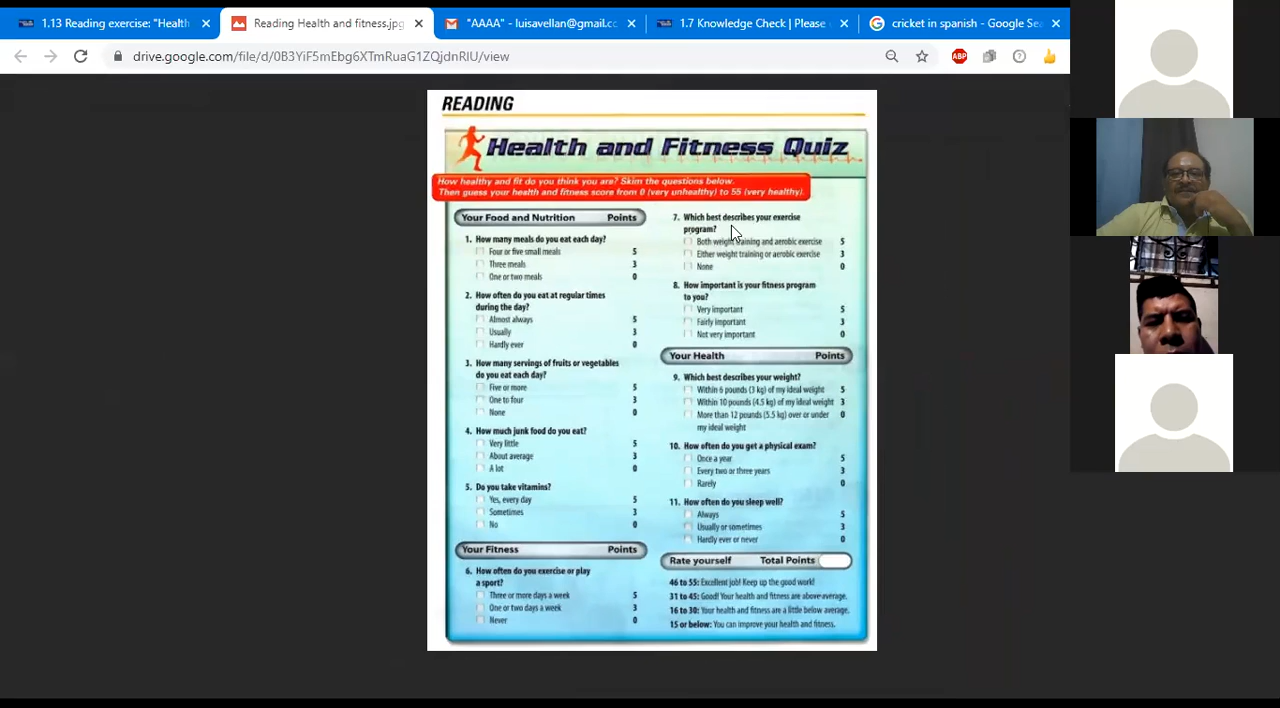 1.13 Reading exercise: "Health
Reading Health and fitness.jpg
"AAAA" - luisavellan@gmail.cc
1.7 Knowledge Check | Please
cricket in spanish - Google Sea
drive.google.com/file/d/0B3YiF5mEbg6XTmRuaG1ZQjdnRlU/view
ABP
READING
Health and Fitness Quiz
How healthy and fit do you think you are? Skim the questions below.
Then guess your health and fitness score from 0 (very unhealthy) to 55 (very healthy).
Your Food and Nutrition Points
1. How many meals do you eat each day?
Four or five small meals 5
Three meals 3
One or two meals 0
2. How often do you eat at regular times
during the day?
Almost always 5
Usually 3
Hardly ever 0
3. How many servings of fruits or vegetables
do you eat each day?
Five or more 5
One to four 3
None 0
4. How much junk food do you eat?
Very little 5
About average 3
A lot 0
5. Do you take vitamins?
Yes, every day 5
Sometimes 3
No 0
Your Fitness Points
6. How often do you exercise or play
a sport?
Three or more days a week 5
One or two days a week 3
Never 0
7. Which best describes your exercise
program?
Both weight training and aerobic exercise 5
Either weight training or aerobic exercise 3
None 0
8. How important is your fitness program
to you?
Very important 5
Fairly important 3
Not very important 0
Your Health Points
9. Which best describes your weight?
Within 6 pounds (3 kg) of my ideal weight 5
Within 10 pounds (4.5 kg) of my ideal weight 3
More than 12 pounds (5.5 kg) over or under 0
my ideal weight
10. How often do you get a physical exam?
Once a year 5
Every two or three years 3
Rarely 0
11. How often do you sleep well?
Always 5
Usually or sometimes 3
Hardly ever or never 0
Rate yourself Total Points
46 to 55: Excellent job! Keep up the good work!
31 to 45: Good! Your health and fitness are above average.
16 to 30: Your health and fitness are a little below average.
15 or below: You can improve your health and fitness.